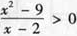 x² − 9 / x − 2 > 0